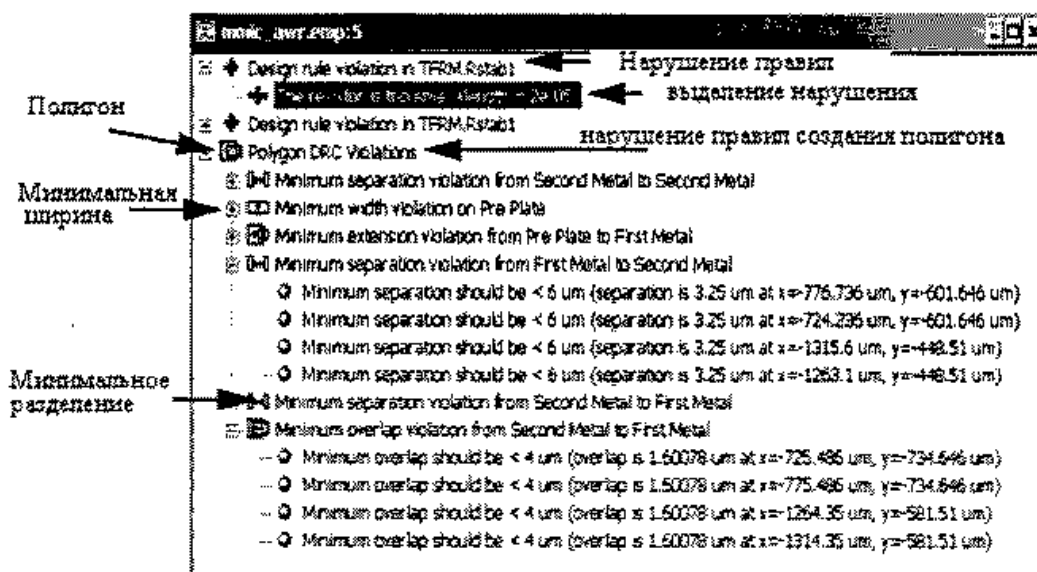 mmic_awr.emp:5
Design rule violation in TFRM.Rstab1
Нарушение правил
The resistor is too
выдаление нарушения
Полигон
Design rule violation in TFRM.Rstab1
нарушение правил создания полигона
Polygon DRC Violations
Minimum separation violation from Second Metal to Second Metal
Минимальная
ширина
Minimum width violation on Pre Plate
Minimum extension violation from Pre Plate to First Metal
Minimum separation violation from First Metal to Second Metal
Minimum separation should be < 6 um (separation is 3.25 um at x=-776.736 um, y=-601.646 um)
Minimum separation should be < 6 um (separation is 3.25 um at x=-724.236 um, y=-601.646 um)
Minimum separation should be < 6 um (separation is 3.25 um at x=-1315.6 um, y=-448.51 um)
Minimum separation should be < 6 um (separation is 3.25 um at x=-1263.1 um, y=-448.51 um)
Минимальное
разделение
Minimum separation violation from Second Metal to First Metal
Minimum overlap violation from Second Metal to First Metal
Minimum overlap should be < 4 um (overlap is 1.60078 um at x=-725.486 um, y=-734.646 um)
Minimum overlap should be < 4 um (overlap is 1.60078 um at x=-775.486 um, y=-734.646 um)
Minimum overlap should be < 4 um (overlap is 1.60078 um at x=-1264.35 um, y=-581.51 um)
Minimum overlap should be < 4 um (overlap is 1.60078 um at x=-1314.35 um, y=-581.51 um)